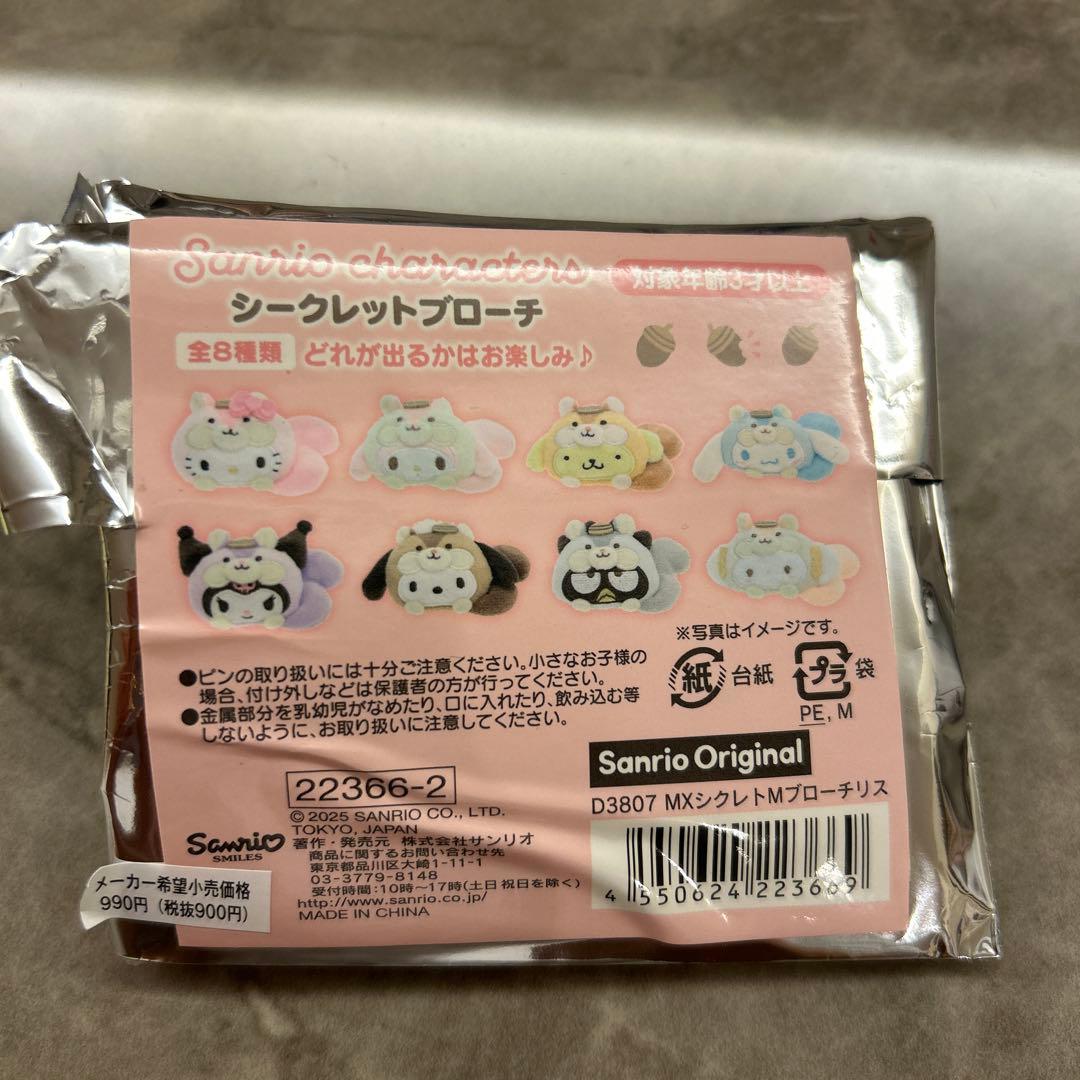 Sanrio characters
対象年齢3才以上
シークレットブローチ
全8種類 どれが出るかはお楽しみ♪
※写真はイメージです。
●ピンの取り扱いには十分ご注意ください。小さなお子様の
場合、付け外しなどは保護者の方が行ってください。
●金属部分を乳幼児がなめたり、口に入れたり、飲み込む等
しないように、お取り扱いに注意してください。
紙 台紙
プラ 袋
PE, M
Sanrio Original
D3807 MXシクレトMブローチリス
22366-2
© 2025 SANRIO CO., LTD.
TOKYO, JAPAN
著作・発売元 株式会社サンリオ
商品に関するお問い合わせ先
東京都品川区大崎1-11-1
03-3779-8148
受付時間:10時〜17時(土日祝日を除く)
http://www.sanrio.co.jp/
MADE IN CHINA
Sanrio
SMILES
メーカー希望小売価格
990円(税抜900円)
4 550624 223669